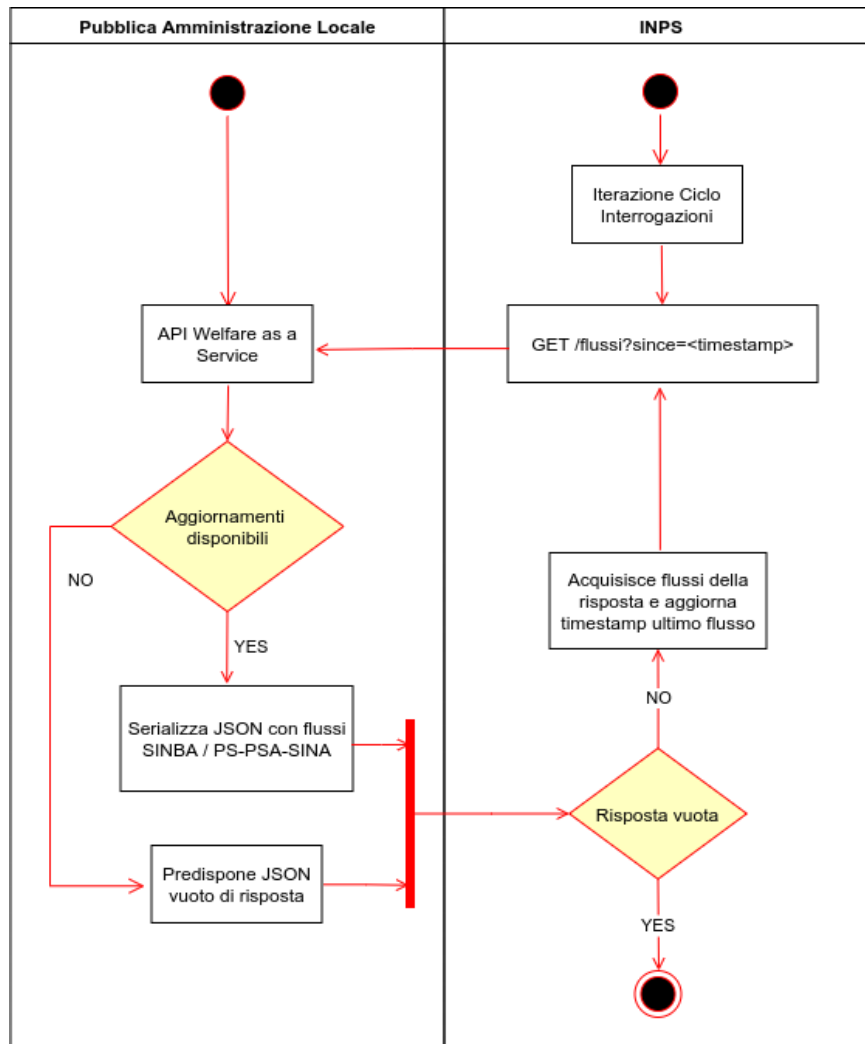 Pubblica Amministrazione Locale
INPS
Iterazione Ciclo
Interrogazioni
API Welfare as a
Service
GET /flussi?since=<timestamp>
Aggiornamenti
disponibili
NO
YES
Acquisisce flussi della
risposta e aggiorna
timestamp ultimo flusso
Serializza JSON con flussi
SINBA / PS-PSA-SINA
NO
Risposta vuota
Predispone JSON
vuoto di risposta
YES